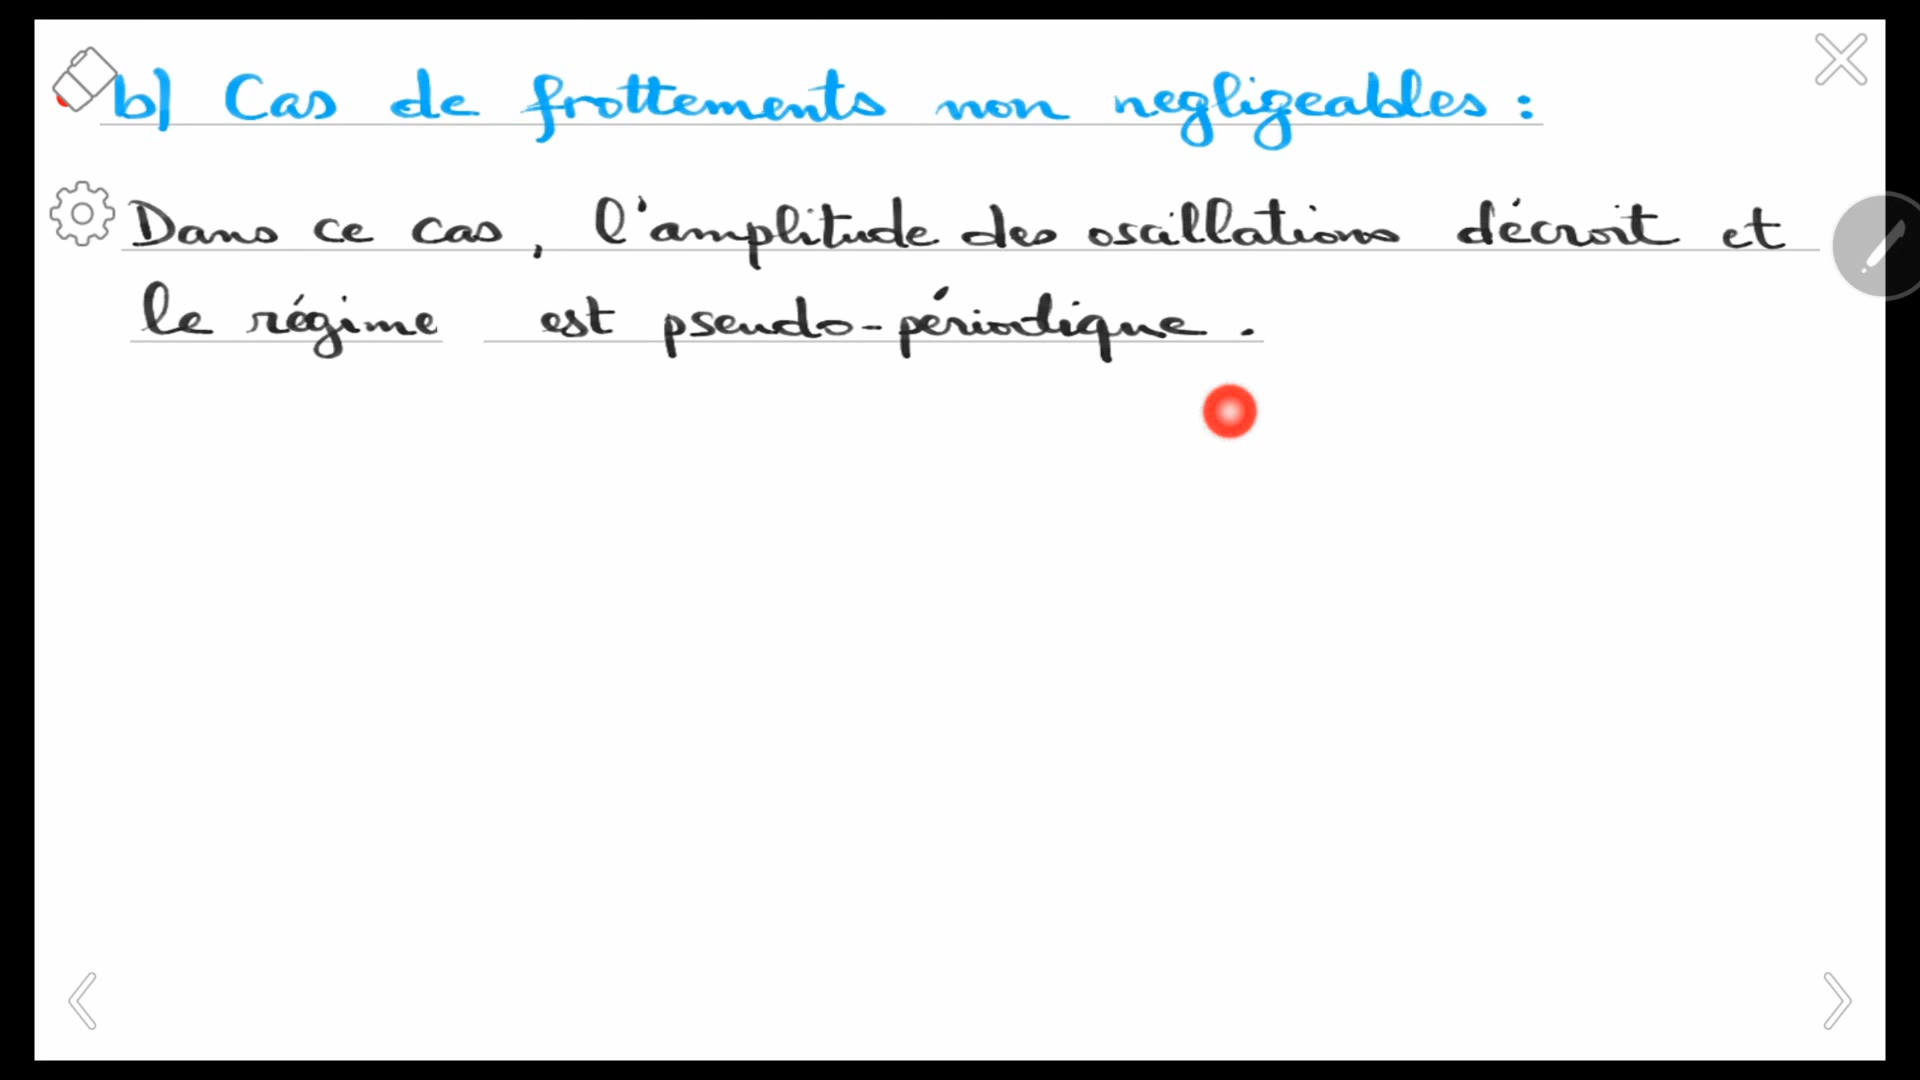 b) Cas de frottements non negligeables :
Dans ce cas, l'amplitude des oscillations décroit et
le régime est pseudo-périodique.